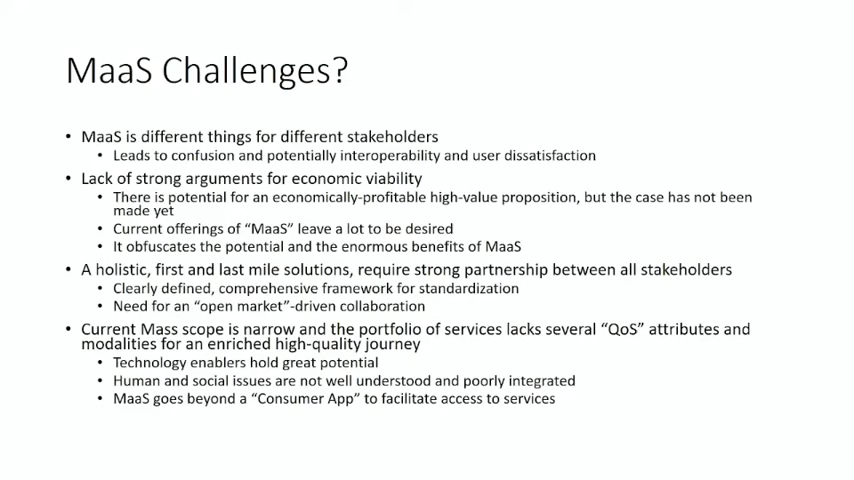 MaaS Challenges?
• MaaS is different things for different stakeholders
• Leads to confusion and potentially interoperability and user dissatisfaction
• Lack of strong arguments for economic viability
• There is potential for an economically-profitable high-value proposition, but the case has not been
made yet
• Current offerings of “MaaS” leave a lot to be desired
• It obfuscates the potential and the enormous benefits of MaaS
• A holistic, first and last mile solutions, require strong partnership between all stakeholders
• Clearly defined, comprehensive framework for standardization
• Need for an “open market”-driven collaboration
• Current Mass scope is narrow and the portfolio of services lacks several “QoS” attributes and
modalities for an enriched high-quality journey
• Technology enablers hold great potential
• Human and social issues are not well understood and poorly integrated
• MaaS goes beyond a “Consumer App” to facilitate access to services